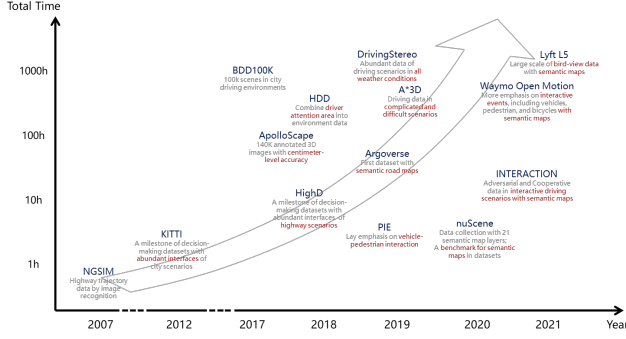 Total Time
1000h
100h
10h
1h
NGSIM
Highway trajectory
data by image
recognition
KITTI
A milestone of decision-
making datasets with
abundant interfaces of
city scenarios
BDD100K
100k scenes in city
driving environments
HDD
Combine driver
attention area into
environment data
ApolloScape
140K annotated 3D
images with centimeter-
level accuracy
HighD
A milestone of decision-
making datasets with
abundant interfaces of
highway scenarios
DrivingStereo
Abundant data of
driving scenarios in all
weather conditions
A*3D
Driving data in
complicated and
difficult scenarios
Argoverse
First dataset with
semantic road maps
PIE
Lay emphasis on vehicle-
pedestrian interaction
Lyft L5
Large scale of bird-view data
with semantic maps
Waymo Open Motion
More emphasis on interactive
events, including vehicles,
pedestrian, and bicycles with
semantic maps
INTERACTION
Adversarial and Cooperative
data in interactive driving
scenarios with semantic maps
nuScene
Data collection with 21
semantic map layers;
A benchmark for semantic
maps in datasets
2007
2012
2017
2018
2019
2020
2021
Year